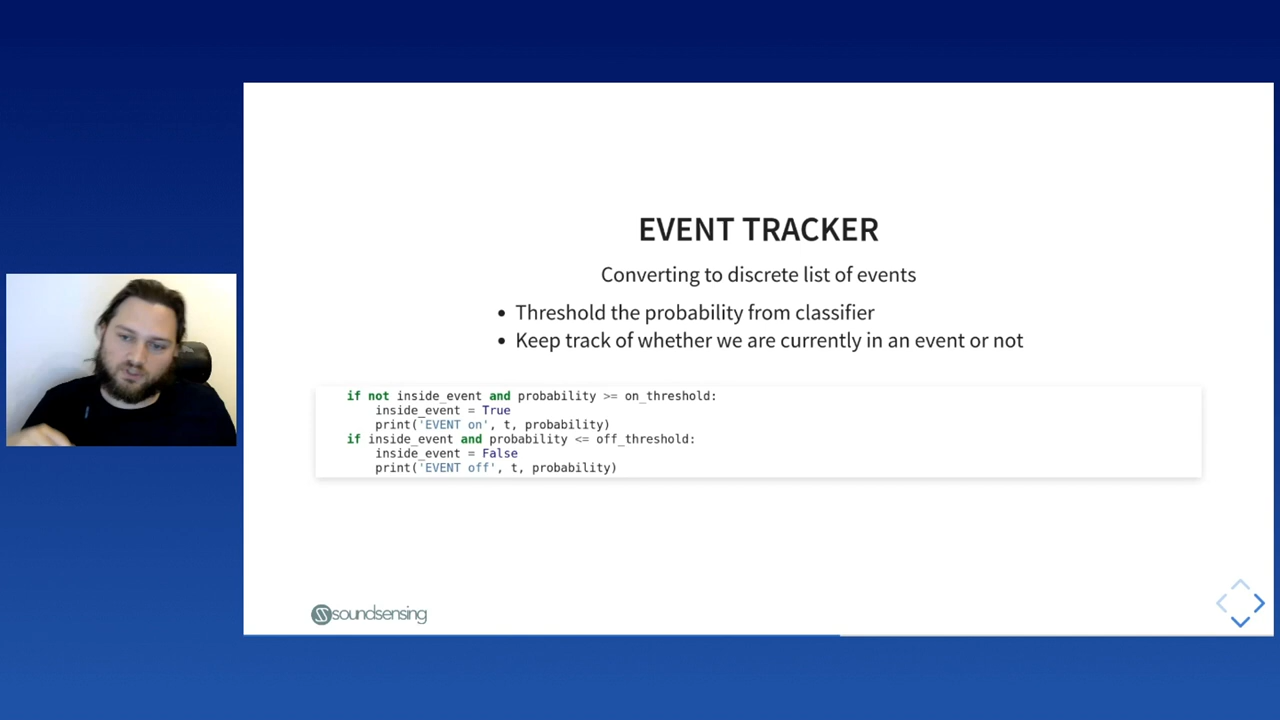 EVENT TRACKER
Converting to discrete list of events
• Threshold the probability from classifier
• Keep track of whether we are currently in an event or not
if not inside_event and probability >= on_threshold:
    inside_event = True
    print('EVENT on', t, probability)
if inside_event and probability <= off_threshold:
    inside_event = False
    print('EVENT off', t, probability)
soundsensing